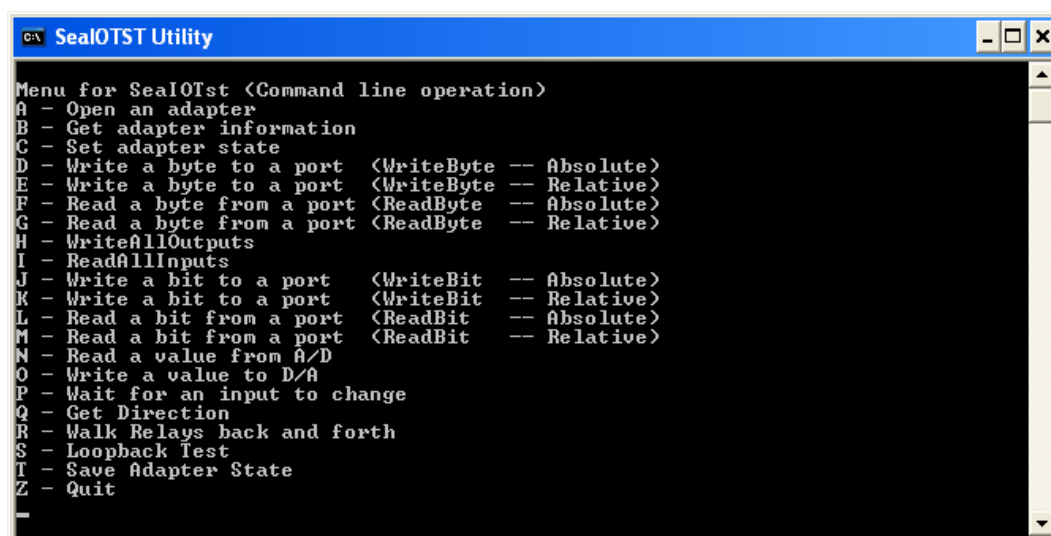 SeaIOTST Utility
Menu for SeaIOTst (Command line operation)
A - Open an adapter
B - Get adapter information
C - Set adapter state
D - Write a byte to a port (WriteByte -- Absolute)
E - Write a byte to a port (WriteByte -- Relative)
F - Read a byte from a port (ReadByte -- Absolute)
G - Read a byte from a port (ReadByte -- Relative)
H - WriteAllOutputs
I - ReadAllInputs
J - Write a bit to a port (WriteBit -- Absolute)
K - Write a bit to a port (WriteBit -- Relative)
L - Read a bit from a port (ReadBit -- Absolute)
M - Read a bit from a port (ReadBit -- Relative)
N - Read a value from A/D
O - Write a value to D/A
P - Wait for an input to change
Q - Get Direction
R - Walk Relays back and forth
S - Loopback Test
T - Save Adapter State
Z - Quit